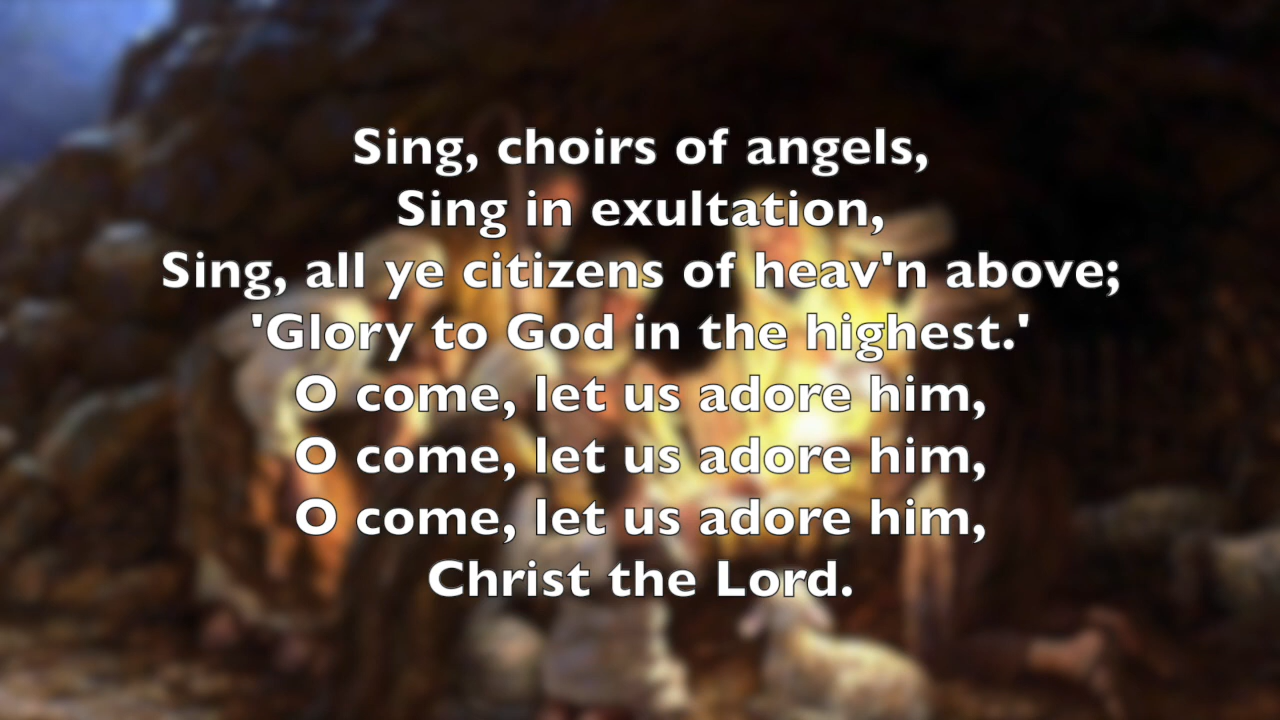 Sing, choirs of angels,
Sing in exultation,
Sing, all ye citizens of heav'n above;
'Glory to God in the highest.'
O come, let us adore him,
O come, let us adore him,
O come, let us adore him,
Christ the Lord.